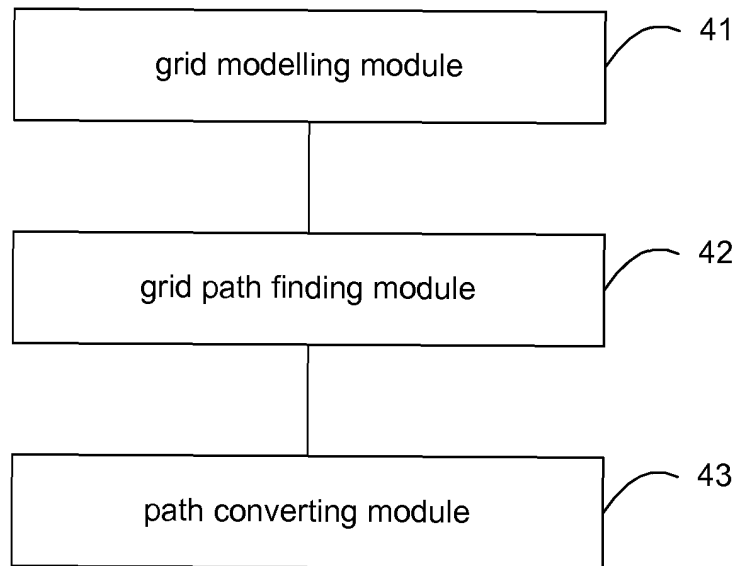 41
grid modelling module
42
grid path finding module
43
path converting module